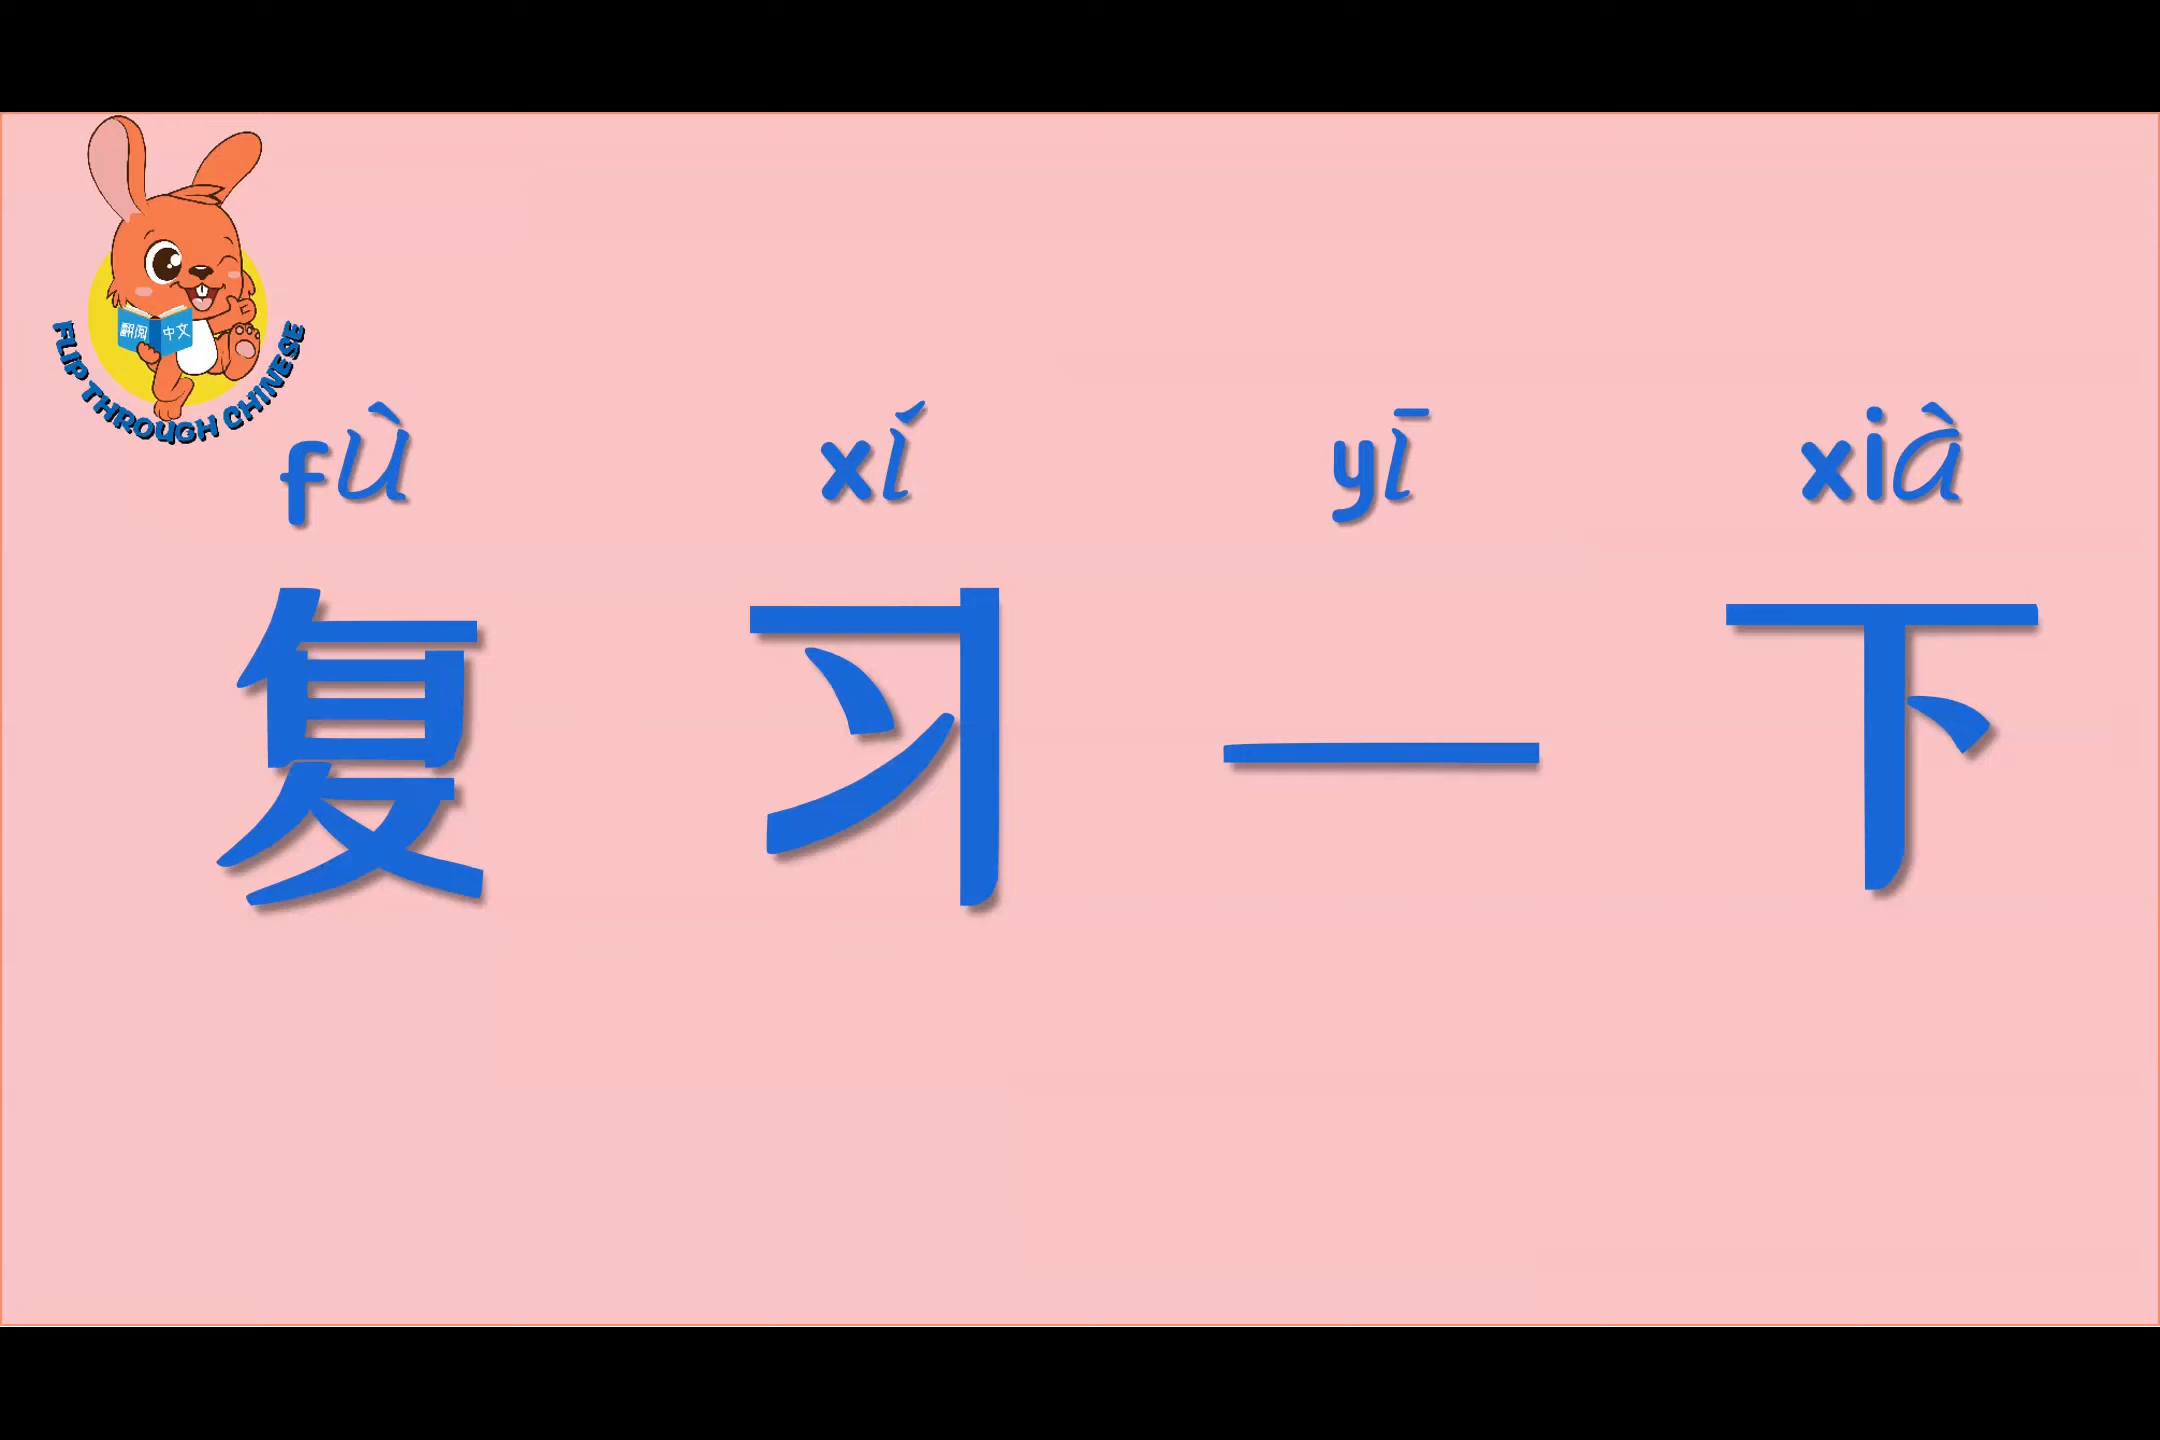 翻阅 中文
FLIP THROUGH CHINESE
fù xí yī xià
复 习 一 下